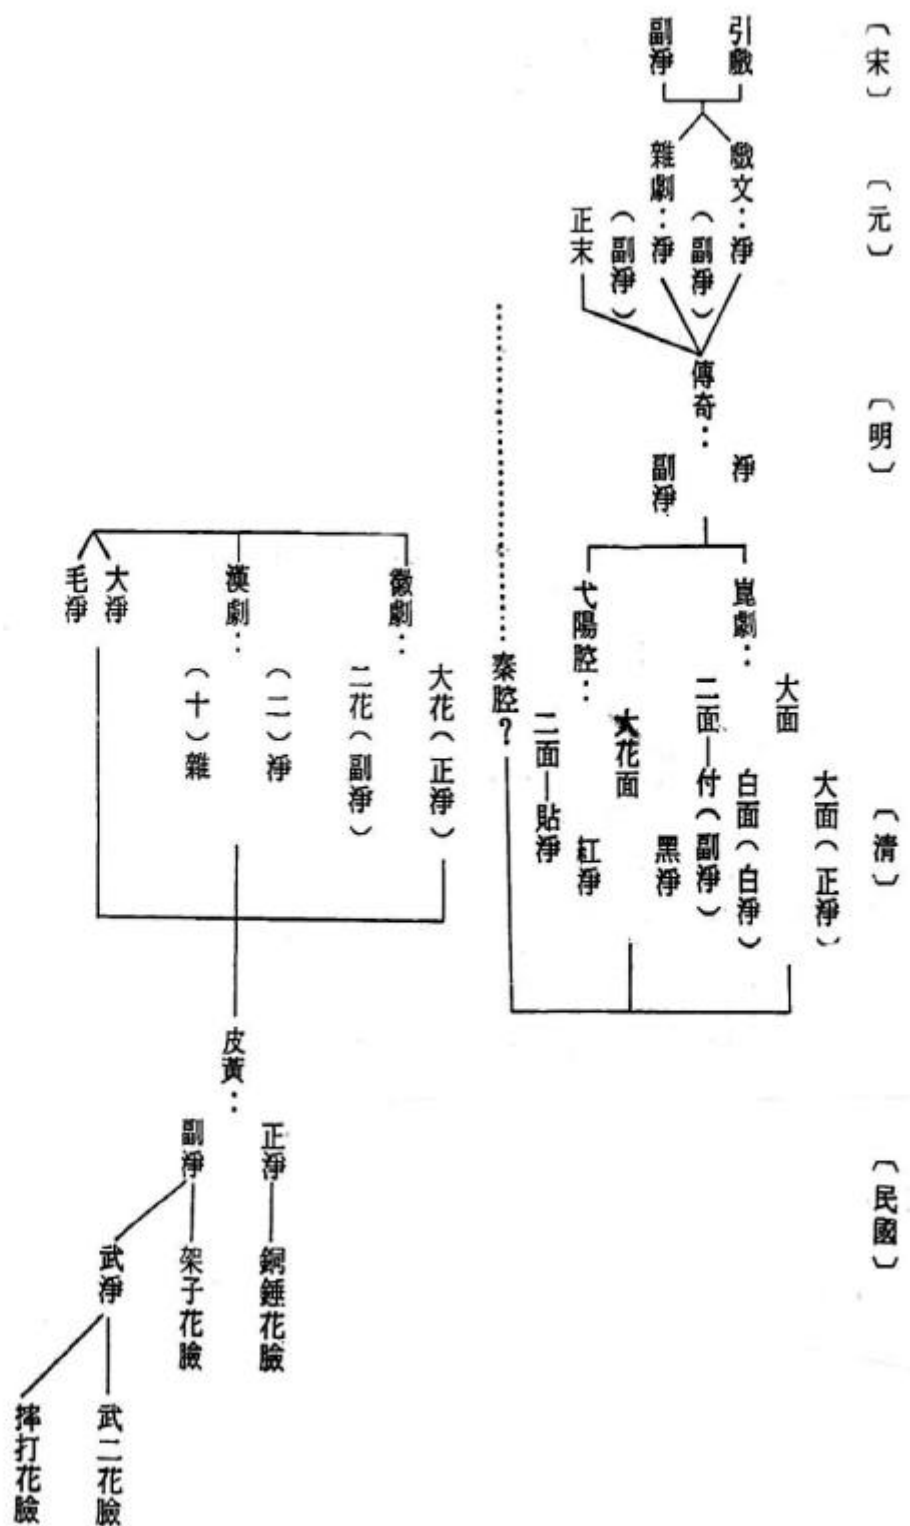 〔宋〕
〔元〕
〔明〕
〔清〕
〔民國〕
引戲
副淨
戲文：淨
（副淨）
雜劇：淨
（副淨）
正末
傳奇：
淨
副淨
崑劇：
大面
大面（正淨）
白面（白淨）
二面—付（副淨）
弋陽腔：
大花面
黑淨
紅淨
二面—貼淨
秦腔？
徽劇：
大花（正淨）
二花（副淨）
漢劇：
（二）淨
（十）雜
大淨
毛淨
皮黃：
正淨
銅錘花臉
副淨
架子花臉
武淨
武二花臉
摔打花臉